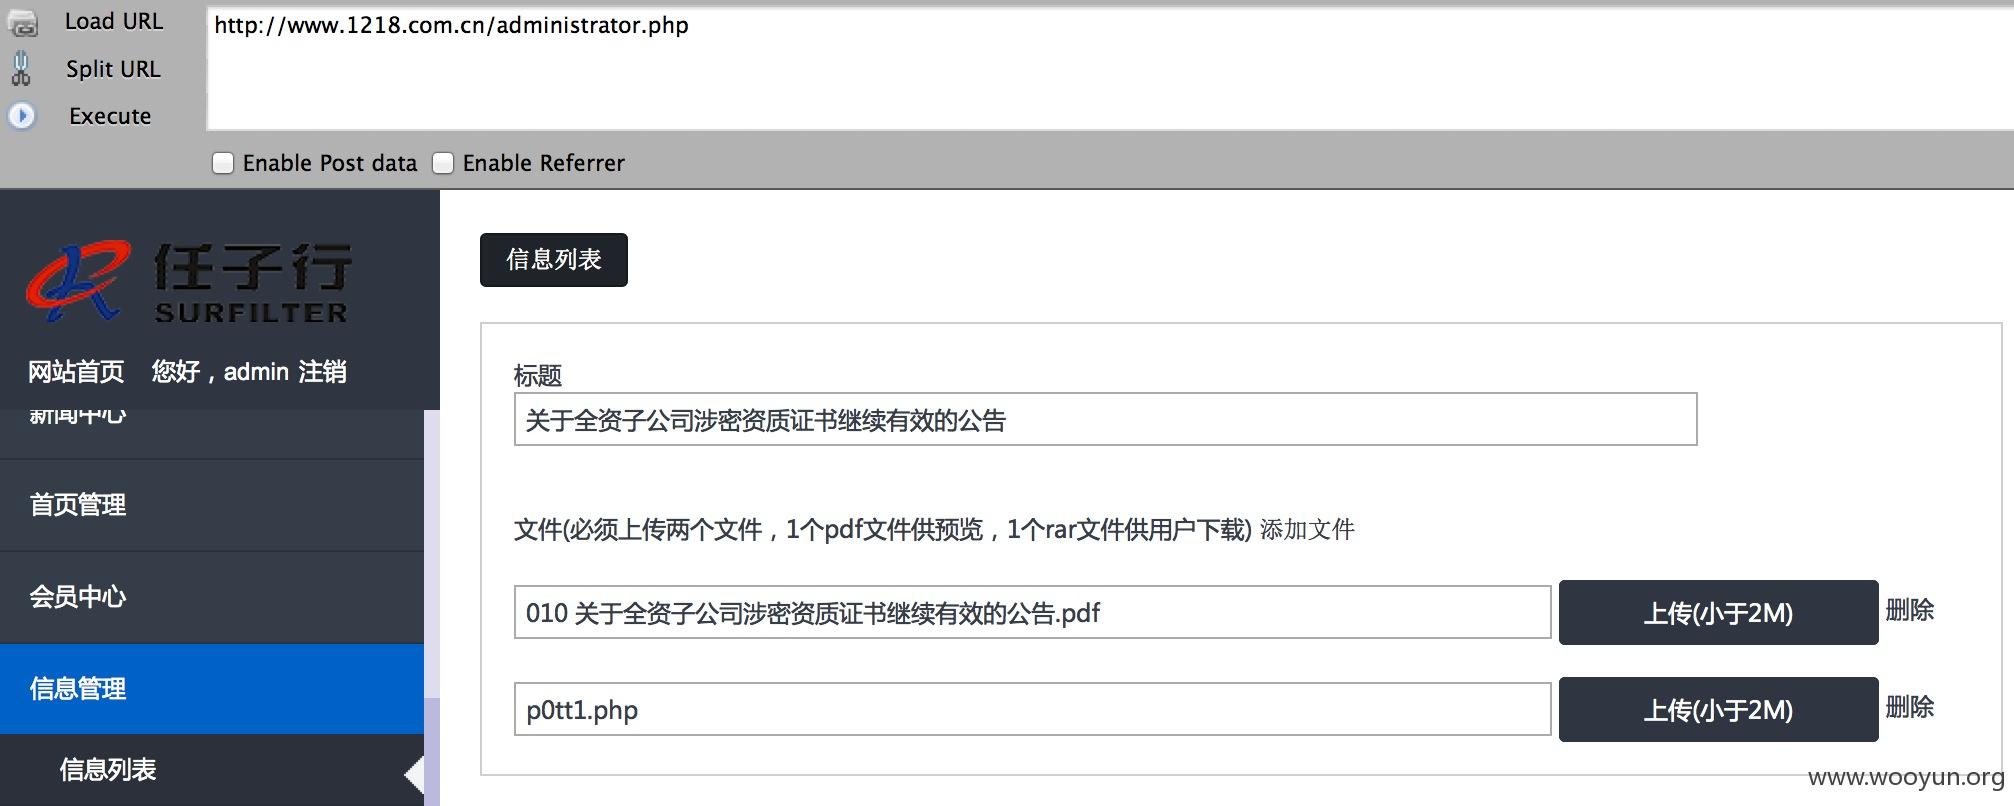 Load URL
http://www.1218.com.cn/administrator.php
Split URL
Execute
Enable Post data Enable Referrer
任子行
SURFILTER
网站首页 您好，admin 注销
新闻中心
首页管理
会员中心
信息管理
信息列表
信息列表
标题
关于全资子公司涉密资质证书继续有效的公告
文件(必须上传两个文件，1个pdf文件供预览，1个rar文件供用户下载) 添加文件
010 关于全资子公司涉密资质证书继续有效的公告.pdf
上传(小于2M) 删除
p0tt1.php
上传(小于2M) 删除
www.wooyun.org